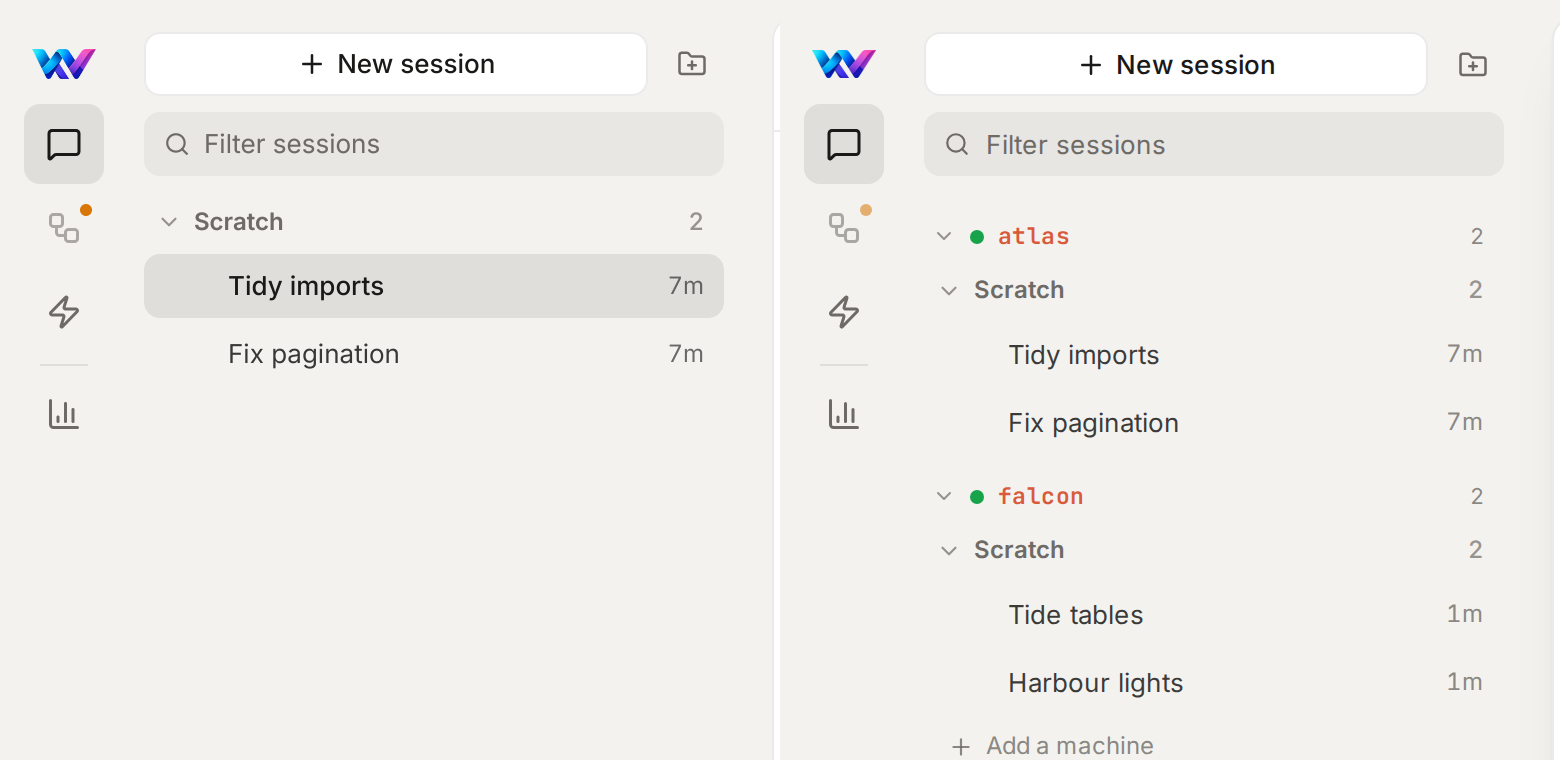 New session
Filter sessions
Scratch 2
Tidy imports 7m
Fix pagination 7m
New session
Filter sessions
atlas 2
Scratch 2
Tidy imports 7m
Fix pagination 7m
falcon 2
Scratch 2
Tide tables 1m
Harbour lights 1m
Add a machine